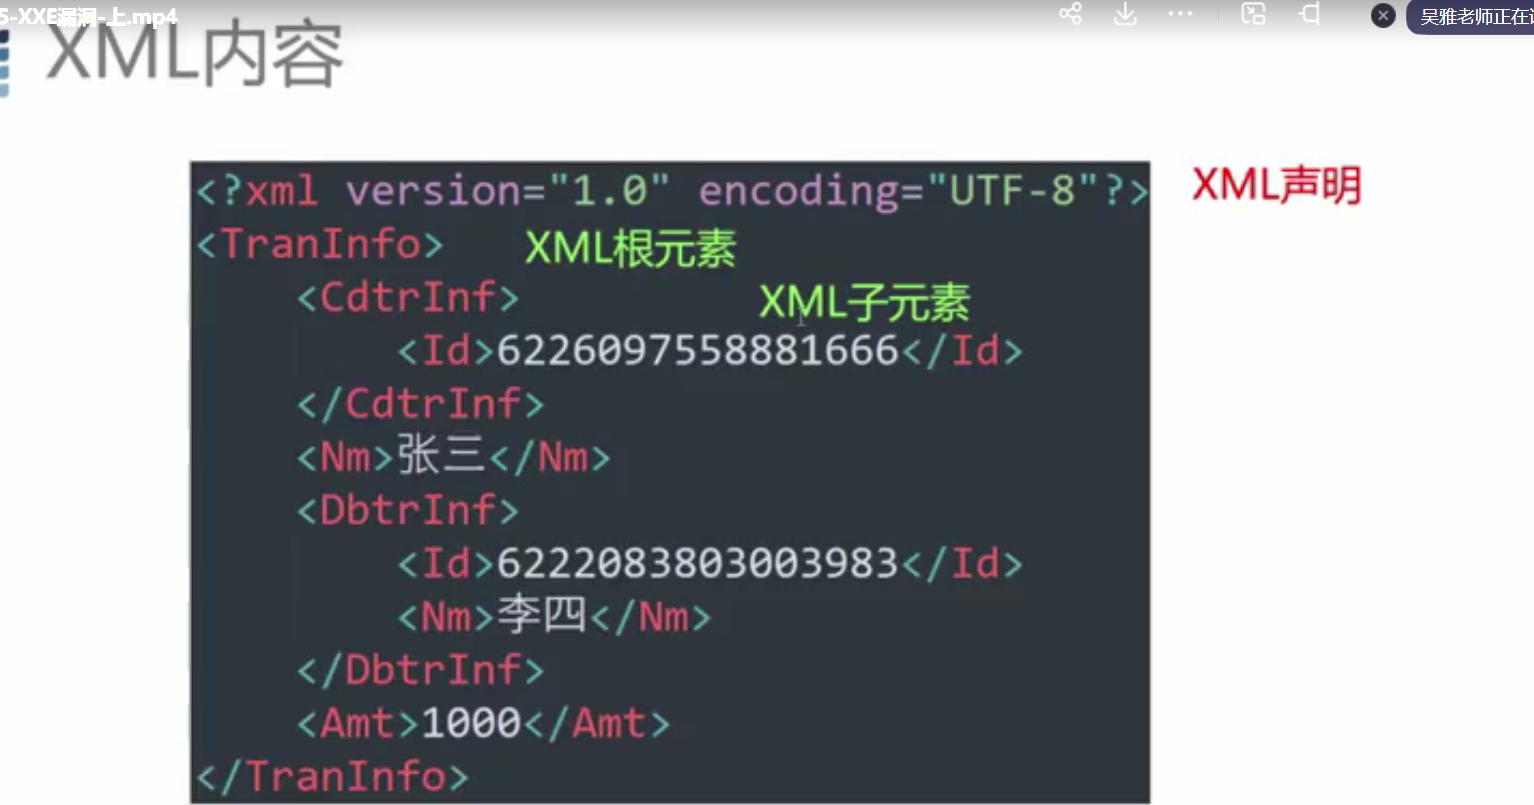 5-XXE漏洞-上.mp4
吴雅老师正在
XML内容
<?xml version="1.0" encoding="UTF-8"?>
XML声明
<TranInfo>
XML根元素
<CdtrInf>
XML子元素
<Id>6226097558881666</Id>
</CdtrInf>
<Nm>张三</Nm>
<DbtrInf>
<Id>6222083803003983</Id>
<Nm>李四</Nm>
</DbtrInf>
<Amt>1000</Amt>
</TranInfo>